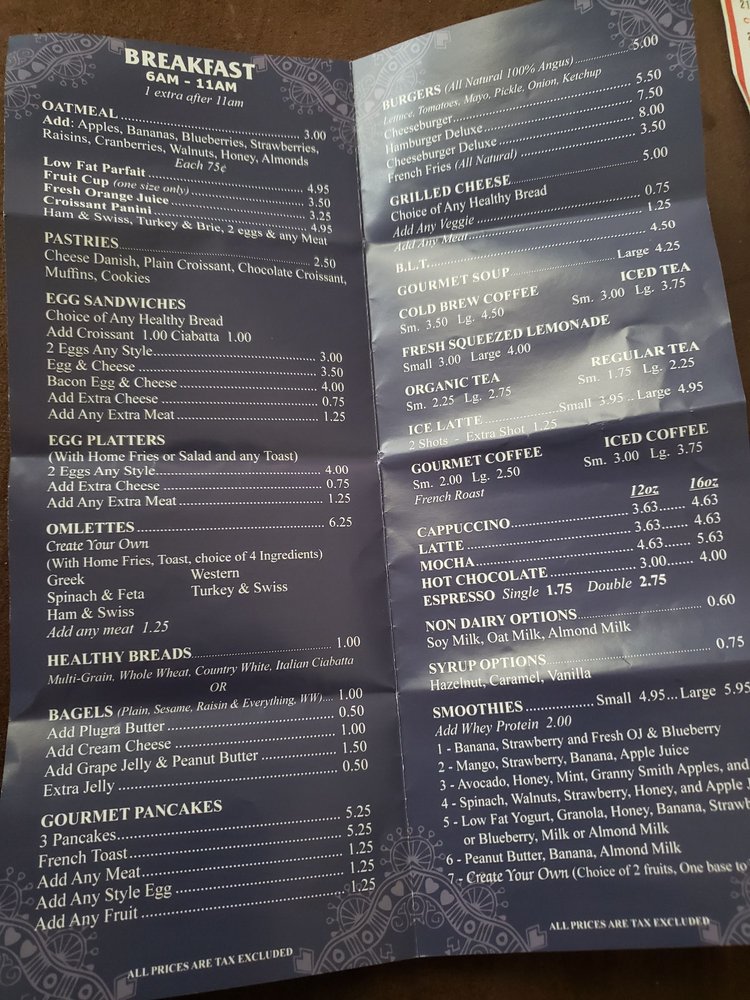 BREAKFAST
6AM - 11AM
1 extra after 11am
OATMEAL 3.00
Add: Apples, Bananas, Blueberries, Strawberries,
Raisins, Cranberries, Walnuts, Honey, Almonds
Each 75¢
Low Fat Parfait 4.95
Fruit Cup (one size only) 3.50
Fresh Orange Juice 3.25
Croissant Panini 4.95
Ham & Swiss, Turkey & Brie, 2 eggs & any Meat
PASTRIES 2.50
Cheese Danish, Plain Croissant, Chocolate Croissant,
Muffins, Cookies
EGG SANDWICHES
Choice of Any Healthy Bread
Add Croissant 1.00 Ciabatta 1.00
2 Eggs Any Style 3.00
Egg & Cheese 3.50
Bacon Egg & Cheese 4.00
Add Extra Cheese 0.75
Add Any Extra Meat 1.25
EGG PLATTERS
(With Home Fries or Salad and any Toast)
2 Eggs Any Style 4.00
Add Extra Cheese 0.75
Add Any Extra Meat 1.25
OMLETTES 6.25
Create Your Own
(With Home Fries, Toast, choice of 4 Ingredients)
Greek Western
Spinach & Feta Turkey & Swiss
Ham & Swiss
Add any meat 1.25
HEALTHY BREADS 1.00
Multi-Grain, Whole Wheat, Country White, Italian Ciabatta
OR
BAGELS (Plain, Sesame, Raisin & Everything, WW) 1.00
Add Plugra Butter 0.50
Add Cream Cheese 1.00
Add Grape Jelly & Peanut Butter 1.50
Extra Jelly 0.50
GOURMET PANCAKES
3 Pancakes 5.25
French Toast 5.25
Add Any Meat 1.25
Add Any Style Egg 1.25
Add Any Fruit 1.25
ALL PRICES ARE TAX EXCLUDED
BURGERS (All Natural 100% Angus) 5.00
Lettuce, Tomatoes, Mayo, Pickle, Onion, Ketchup
Cheeseburger 5.50
Hamburger Deluxe 7.50
Cheeseburger Deluxe 8.00
French Fries (All Natural) 3.50
GRILLED CHEESE 5.00
Choice of Any Healthy Bread
Add Any Veggie 0.75
Add Any Meat 1.25
B.L.T. 4.50
GOURMET SOUP Large 4.25
COLD BREW COFFEE ICED TEA
Sm. 3.50 Lg. 4.50 Sm. 3.00 Lg. 3.75
FRESH SQUEEZED LEMONADE
Small 3.00 Large 4.00
ORGANIC TEA REGULAR TEA
Sm. 2.25 Lg. 2.75 Sm. 1.75 Lg. 2.25
ICE LATTE Small 3.95 .. Large 4.95
2 Shots - Extra Shot 1.25
GOURMET COFFEE ICED COFFEE
Sm. 2.00 Lg. 2.50 Sm. 3.00 Lg. 3.75
French Roast
12oz 16oz
CAPPUCCINO 3.63 4.63
LATTE 3.63 4.63
MOCHA 4.63 5.63
HOT CHOCOLATE 3.00 4.00
ESPRESSO Single 1.75 Double 2.75
NON DAIRY OPTIONS 0.60
Soy Milk, Oat Milk, Almond Milk
SYRUP OPTIONS 0.75
Hazelnut, Caramel, Vanilla
SMOOTHIES Small 4.95... Large 5.95
Add Whey Protein 2.00
1 - Banana, Strawberry and Fresh OJ & Blueberry
2 - Mango, Strawberry, Banana, Apple Juice
3 - Avocado, Honey, Mint, Granny Smith Apples, and
4 - Spinach, Walnuts, Strawberry, Honey, and Apple
5 - Low Fat Yogurt, Granola, Honey, Banana,
or Blueberry, Milk or Almond Milk
6 - Peanut Butter, Banana, Almond Milk
7 - Create Your Own (Choice of 2 fruits, One base to
ALL PRICES ARE TAX EXCLUDED